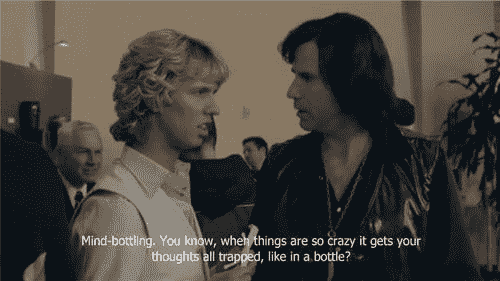 Mind-bottling. You know, when things are so crazy it gets your
thoughts all trapped, like in a bottle?